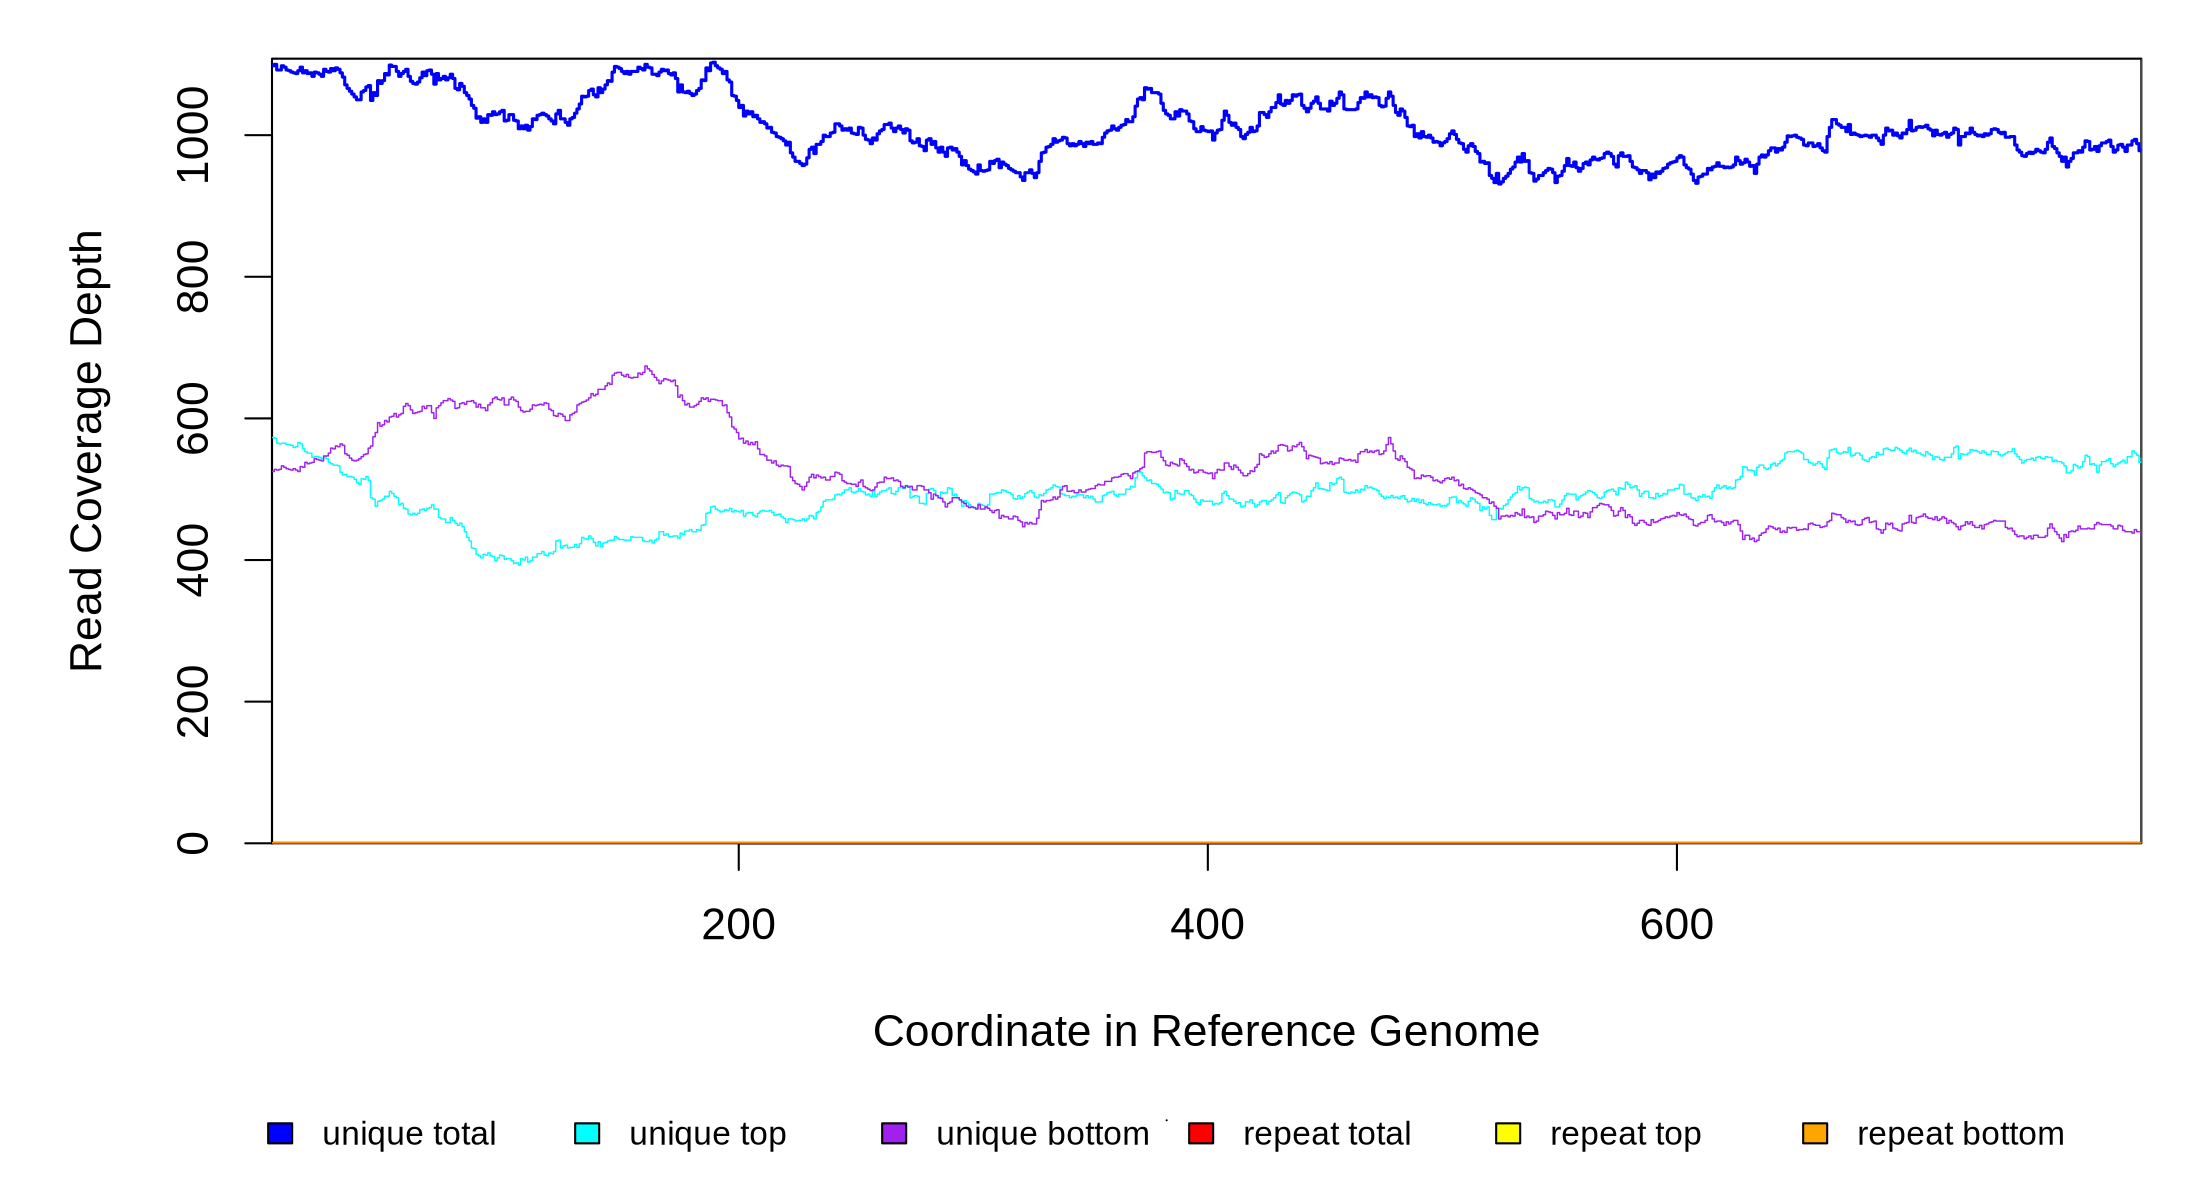 Read Coverage Depth
1000
800
600
400
200
0
200 400 600
Coordinate in Reference Genome
unique total unique top unique bottom repeat total repeat top repeat bottom